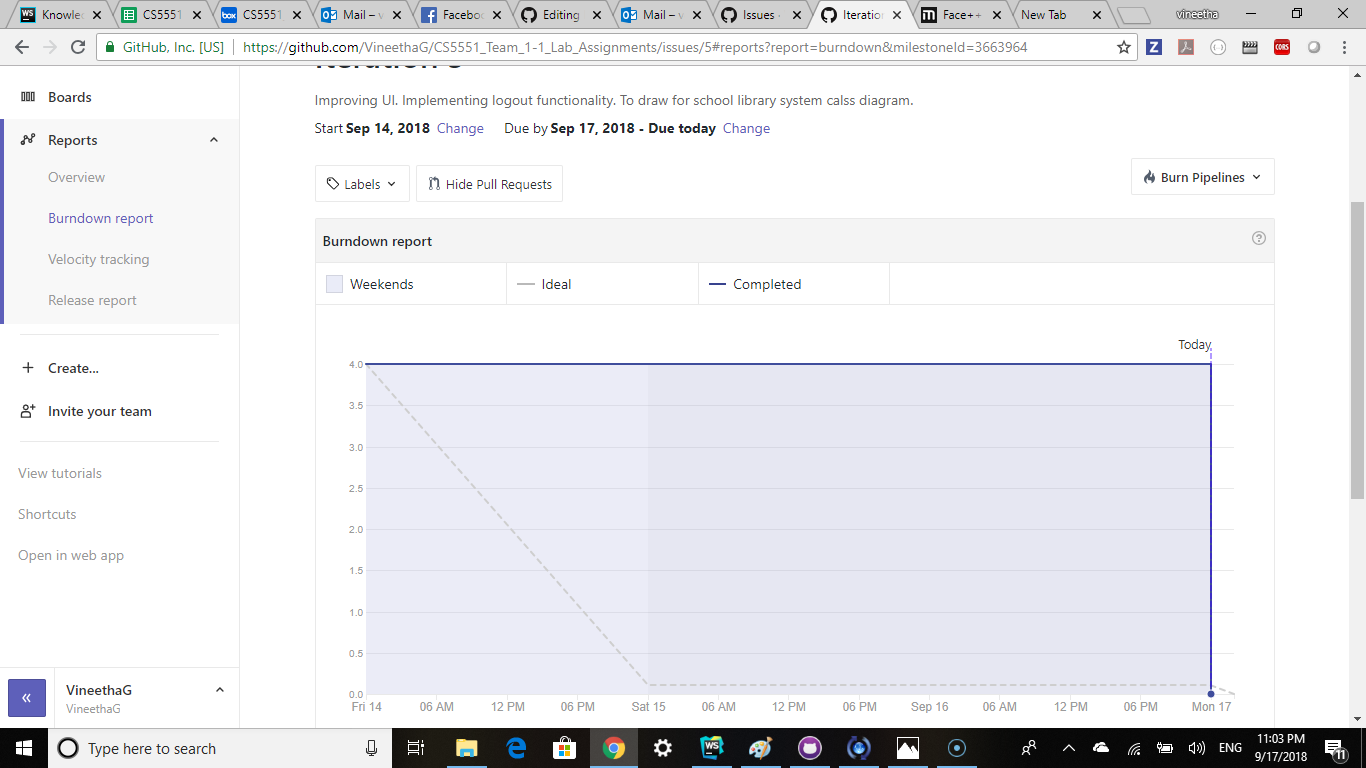 Knowle
CS5551
CS5551
Mail – v
Facebo
Editing
Mail – v
Issues
Iteratio
Face++
New Tab
vineetha
GitHub, Inc. [US] | https://github.com/VineethaG/CS5551_Team_1-1_Lab_Assignments/issues/5#reports?report=burndown&milestoneId=3663964
Boards
Reports
Overview
Burndown report
Velocity tracking
Release report
Create...
Invite your team
View tutorials
Shortcuts
Open in web app
VineethaG
VineethaG
Improving UI. Implementing logout functionality. To draw for school library system calss diagram.
Start Sep 14, 2018 Change Due by Sep 17, 2018 - Due today Change
Labels
Hide Pull Requests
Burn Pipelines
Burndown report
Weekends
Ideal
Completed
Today
4.0
3.5
3.0
2.5
2.0
1.5
1.0
0.5
0.0
Fri 14 06 AM 12 PM 06 PM Sat 15 06 AM 12 PM 06 PM Sep 16 06 AM 12 PM 06 PM Mon 17
Type here to search
ENG
11:03 PM
9/17/2018
11